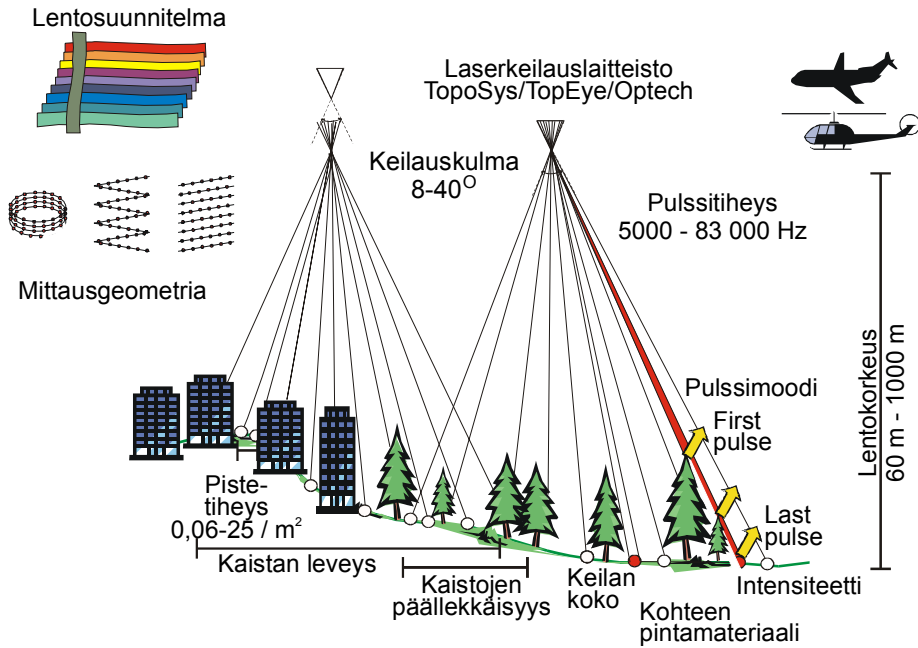 Lentosuunnitelma
Laserkeilauslaitteisto
TopoSys/TopEye/Optech
Keilauskulma
8-40O
Pulssitiheys
5000 - 83 000 Hz
Mittausgeometria
Lentokorkeus
60 m - 1000 m
Pulssimoodi
First
pulse
Last
pulse
Piste-
tiheys
0,06-25 / m²
Kaistan leveys
Kaistojen
päällekkäisyys
Keilan
koko
Intensiteetti
Kohteen
pintamateriaali